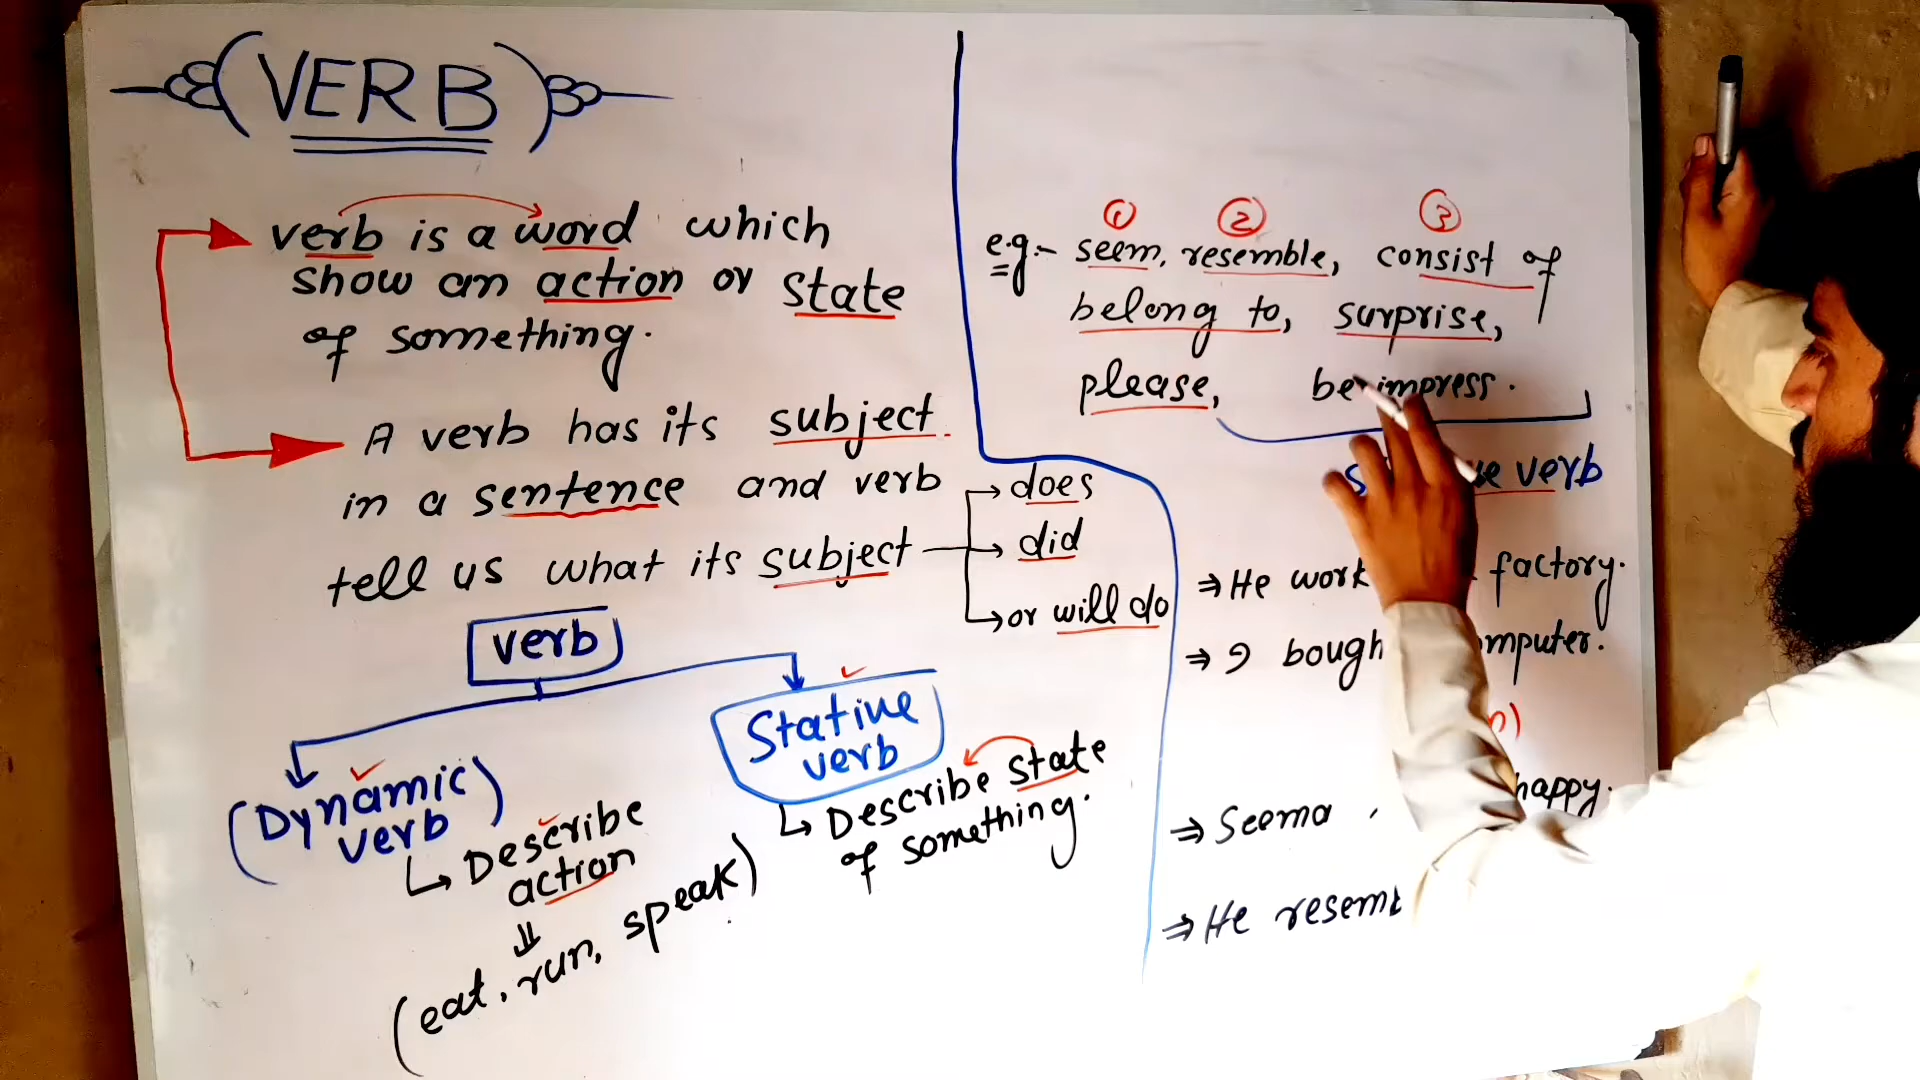 VERB
verb is a word which
show an action or state
of something.
A verb has its subject
in a sentence and verb
tell us what its subject
does
did
or will do
verb
Dynamic
verb
Describe
action
(eat, run, speak)
Stative
verb
Describe state
of something.
① ② ③
e.g:- seem, resemble, consist of
belong to, surprise,
please, be impress.
verb
⇒ He work factory.
⇒ I
⇒ Seema happy.
⇒ He